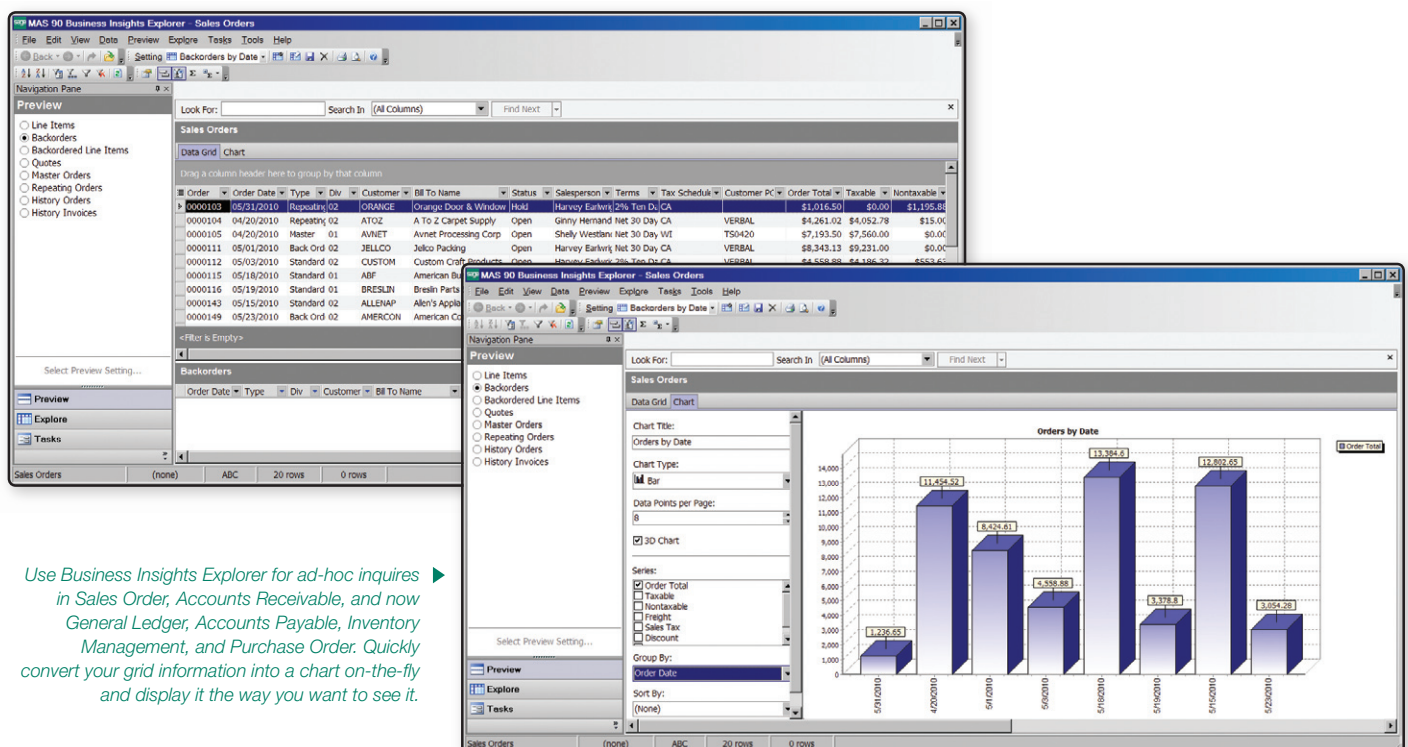 MAS 90 Business Insights Explorer - Sales Orders
File Edit View Data Preview Explore Tasks Tools Help
Back Setting Backorders by Date
Navigation Pane
Preview
Line Items
Backorders
Backordered Line Items
Quotes
Master Orders
Repeating Orders
History Orders
History Invoices
Select Preview Setting...
Preview
Explore
Tasks
Look For: Search In (All Columns) Find Next
Sales Orders
Data Grid Chart
Drag a column header here to group by that column
Order Order Date Type Div Customer Bill To Name Status Salesperson Terms Tax Schedule Customer PO Order Total Taxable Nontaxable
0000103 05/31/2010 Repeating 02 ORANGE Orange Door & Window Hold Harvey Earlwrig 2% Ten Da CA $1,016.50 $0.00 $1,195.88
0000104 04/20/2010 Repeating 02 ATOZ A To Z Carpet Supply Open Ginny Hernand Net 30 Day CA VERBAL $4,261.02 $4,052.78 $15.00
0000105 04/20/2010 Master 01 AVNET Avnet Processing Corp Open Shelly Westlan Net 30 Day WI TS0420 $7,193.50 $7,560.00 $0.00
0000111 05/01/2010 Back Ord 02 JELLCO Jelco Packing Open Harvey Earlwrig Net 30 Day CA VERBAL $8,343.13 $9,231.00 $0.00
0000112 05/03/2010 Standard 02 CUSTOM Custom Craft Products Open Harvey Earlwrig 2% Ten Da CA VERBAL $4,558.88 $4,186.32 $553.63
0000115 05/18/2010 Standard 01 ABF American Bu
0000116 05/19/2010 Standard 01 BRESLIN Breslin Parts
0000143 05/15/2010 Standard 02 ALLENAP Allen's Applia
0000149 05/23/2010 Back Ord 02 AMERCON American Co
<Filter is Empty>
Backorders
Order Date Type Div Customer Bill To Name
Sales Orders (none) ABC 20 rows 0 rows
MAS 90 Business Insights Explorer - Sales Orders
File Edit View Data Preview Explore Tasks Tools Help
Back Setting Backorders by Date
Navigation Pane
Preview
Line Items
Backorders
Backordered Line Items
Quotes
Master Orders
Repeating Orders
History Orders
History Invoices
Select Preview Setting...
Preview
Explore
Tasks
Look For: Search In (All Columns) Find Next
Sales Orders
Data Grid Chart
Chart Title:
Orders by Date
Chart Type:
Bar
Data Points per Page:
8
3D Chart
Series:
Order Total
Taxable
Nontaxable
Freight
Sales Tax
Discount
Group By:
Order Date
Sort By:
(None)
Orders by Date
Order Total
14,000
13,000
12,000
11,000
10,000
9,000
8,000
7,000
6,000
5,000
4,000
3,000
2,000
1,000
0
1,236.65
11,454.52
8,424.61
4,558.88
13,384.6
3,378.8
12,802.65
3,054.28
5/31/2010
4/20/2010
5/1/2010
5/3/2010
5/18/2010
5/19/2010
5/15/2010
5/23/2010
Sales Orders (none) ABC 20 rows 0 rows
Use Business Insights Explorer for ad-hoc inquires
in Sales Order, Accounts Receivable, and now
General Ledger, Accounts Payable, Inventory
Management, and Purchase Order. Quickly
convert your grid information into a chart on-the-fly
and display it the way you want to see it.